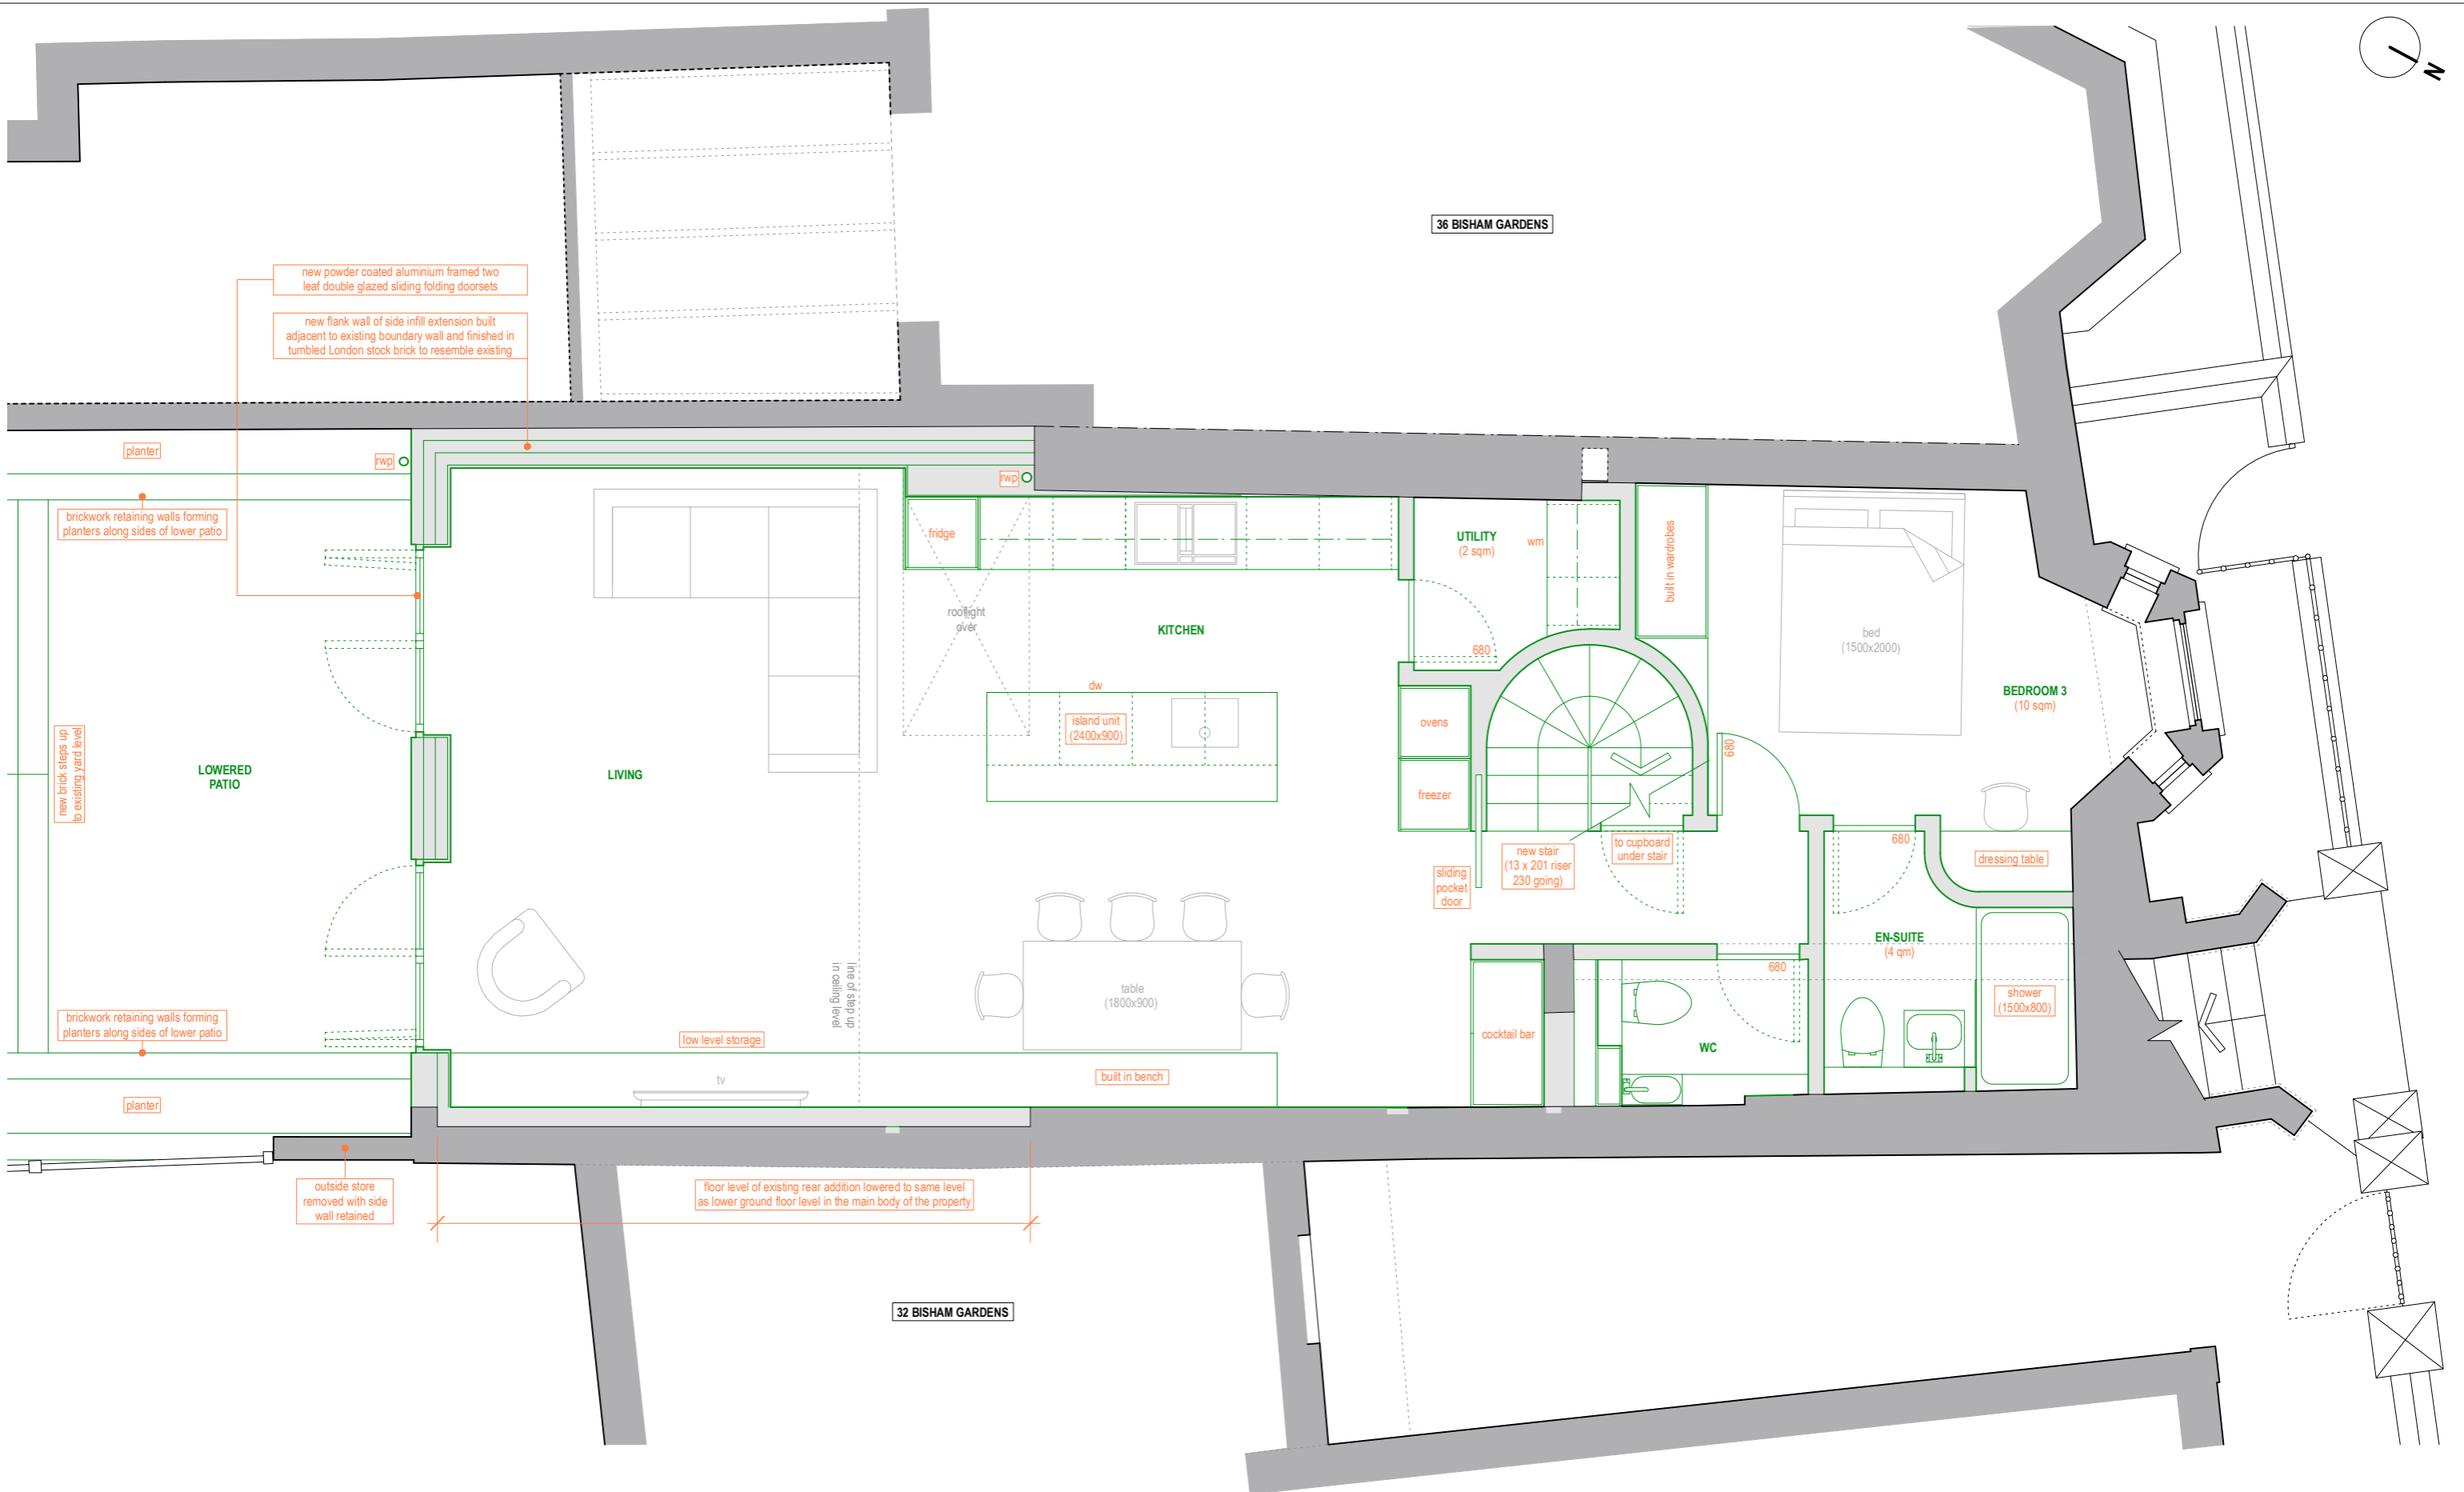 N
36 BISHAM GARDENS
new powder coated aluminium framed two
leaf double glazed sliding folding doorsets
new flank wall of side infill extension built
adjacent to existing boundary wall and finished in
tumbled London stock brick to resemble existing
planter
rwp
rwp
brickwork retaining walls forming
planters along sides of lower patio
fridge
UTILITY
(2 sqm)
wm
built in wardrobes
rooflight
over
KITCHEN
680
bed
(1500x2000)
BEDROOM 3
(10 sqm)
dw
island unit
(2400x900)
ovens
680
new brick steps up
to existing yard level
LOWERED
PATIO
LIVING
freezer
new stair
(13 x 201 riser
230 going)
to cupboard
under stair
680
dressing table
sliding
pocket
door
EN-SUITE
(4 qm)
680
line of step up
in ceiling level
table
(1800x900)
shower
(1500x800)
brickwork retaining walls forming
planters along sides of lower patio
low level storage
cocktail bar
WC
tv
built in bench
planter
outside store
removed with side
wall retained
floor level of existing rear addition lowered to same level
as lower ground floor level in the main body of the property
32 BISHAM GARDENS